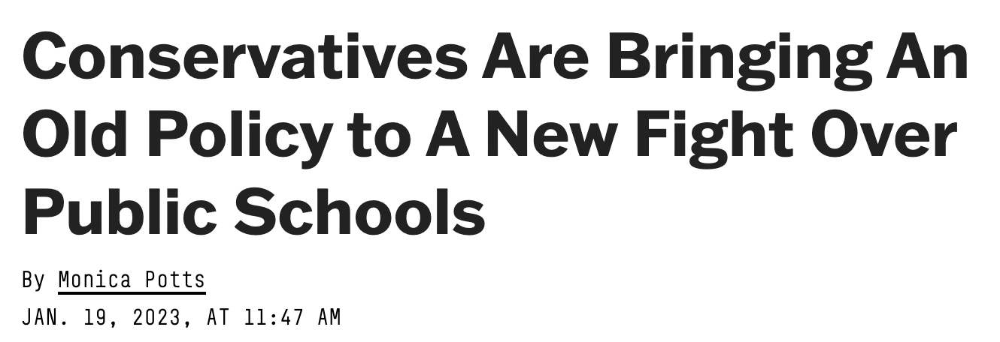 Conservatives Are Bringing An
Old Policy to A New Fight Over
Public Schools
By Monica Potts
JAN. 19, 2023, AT 11:47 AM